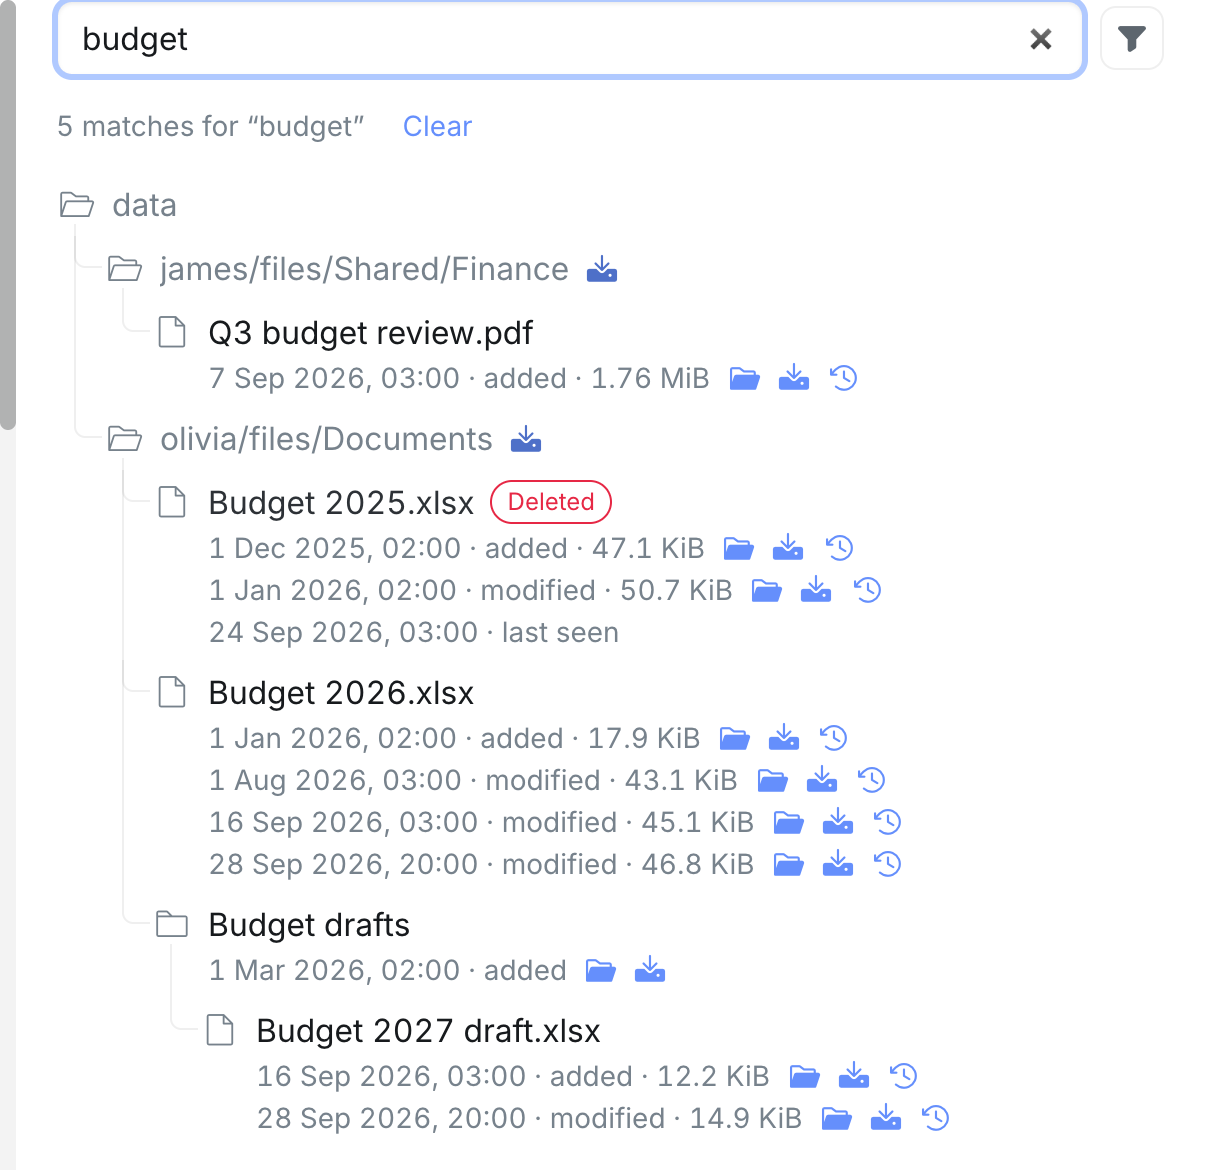 budget
5 matches for “budget” Clear
data
james/files/Shared/Finance
Q3 budget review.pdf
7 Sep 2026, 03:00 · added · 1.76 MiB
olivia/files/Documents
Budget 2025.xlsx Deleted
1 Dec 2025, 02:00 · added · 47.1 KiB
1 Jan 2026, 02:00 · modified · 50.7 KiB
24 Sep 2026, 03:00 · last seen
Budget 2026.xlsx
1 Jan 2026, 02:00 · added · 17.9 KiB
1 Aug 2026, 03:00 · modified · 43.1 KiB
16 Sep 2026, 03:00 · modified · 45.1 KiB
28 Sep 2026, 20:00 · modified · 46.8 KiB
Budget drafts
1 Mar 2026, 02:00 · added
Budget 2027 draft.xlsx
16 Sep 2026, 03:00 · added · 12.2 KiB
28 Sep 2026, 20:00 · modified · 14.9 KiB